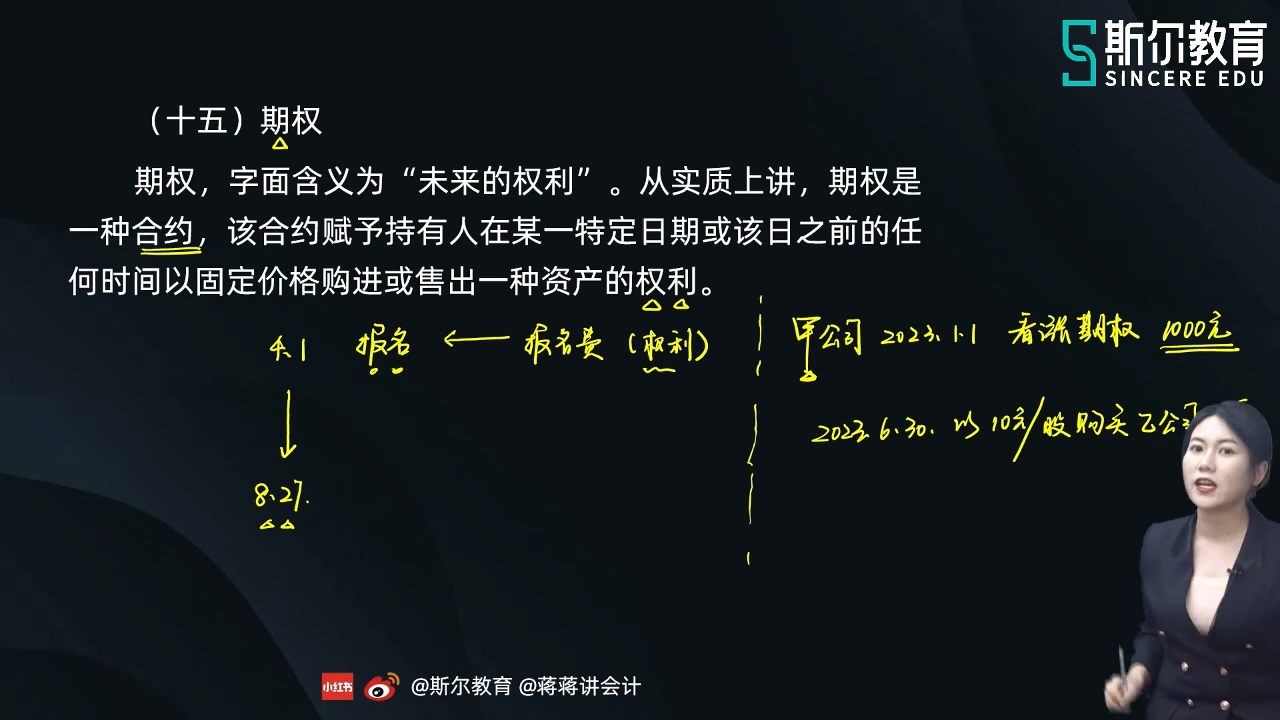 斯尔教育
SINCERE EDU
（十五）期权
期权，字面含义为“未来的权利”。从实质上讲，期权是
一种合约，该合约赋予持有人在某一特定日期或该日之前的任
何时间以固定价格购进或售出一种资产的权利。
4.1 报名 ← 报名费（权利）
8.27.
甲公司 2023.1.1 看涨期权 1000元
2023.6.30. 以10元/股购买乙公司
小红书 @斯尔教育 @蒋蒋讲会计